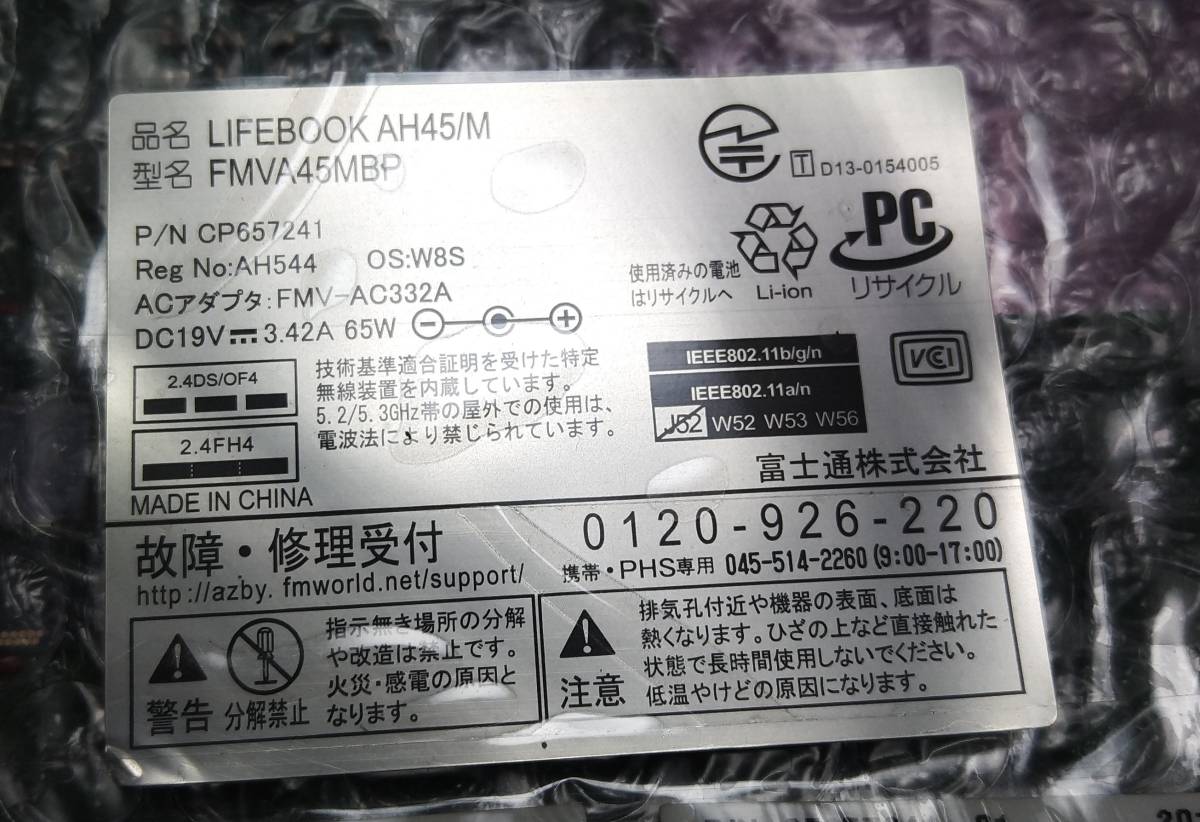 品名 LIFEBOOK AH45/M
型名 FMVA45MBP
T D13-0154005
P/N CP657241
Reg No:AH544 OS:W8S
ACアダプタ:FMV-AC332A
DC19V 3.42A 65W
使用済みの電池
はリサイクルへ
Li-ion
PC
リサイクル
2.4DS/OF4
2.4FH4
技術基準適合証明を受けた特定
無線装置を内蔵しています。
5.2/5.3GHz帯の屋外での使用は、
電波法により禁じられています。
IEEE802.11b/g/n
IEEE802.11a/n
J52 W52 W53 W56
VCI
MADE IN CHINA
富士通株式会社
故障・修理受付
http://azby.fmworld.net/support/
0120-926-220
携帯・PHS専用 045-514-2260 (9:00-17:00)
警告 分解禁止
指示無き場所の分解
や改造は禁止です。
火災・感電の原因と
なります。
注意
排気孔付近や機器の表面、底面は
熱くなります。ひざの上など直接触れた
状態で長時間使用しないでください。
低温やけどの原因になります。